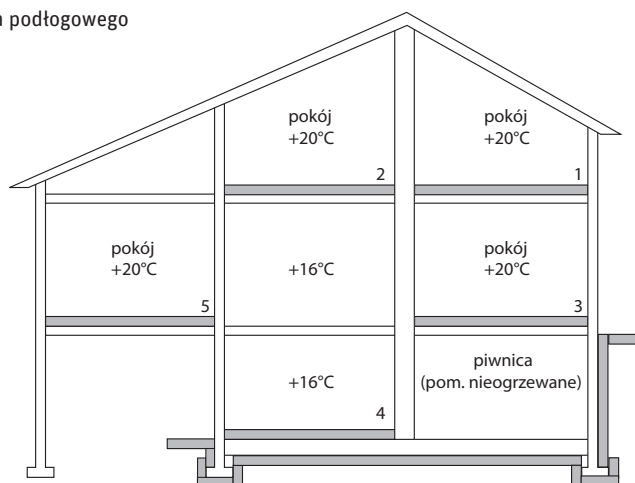 podłogowego
pokój
+20°C
2
pokój
+20°C
1
pokój
+20°C
5
+16°C
pokój
+20°C
3
+16°C
4
piwnica
(pom. nieogrzewane)